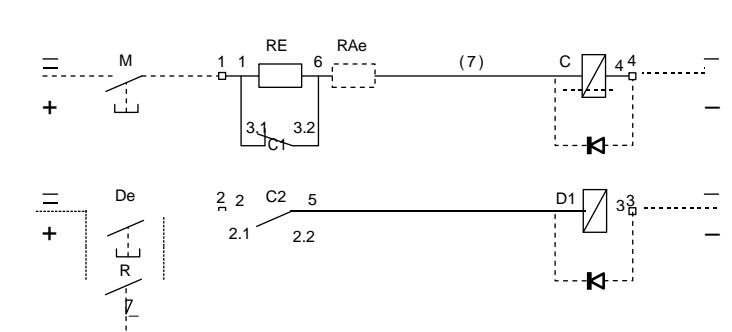 RE RAe
M 1 1 6 (7) C 4 4
+ 3.1 C1 3.2 –
De 2 2 C2 5 D1 3 3
+ 2.1 2.2 –
R